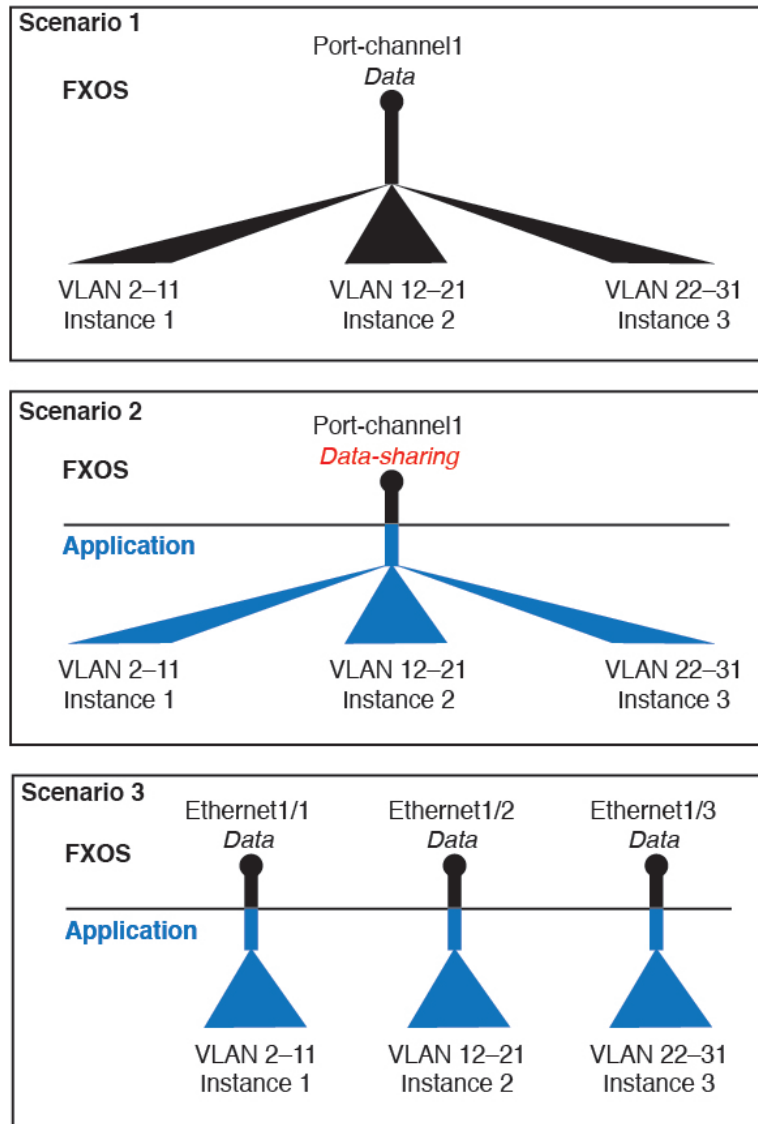 Scenario 1
Port-channel1
Data
FXOS
VLAN 2–11
Instance 1
VLAN 12–21
Instance 2
VLAN 22–31
Instance 3
Scenario 2
Port-channel1
Data-sharing
FXOS
Application
VLAN 2–11
Instance 1
VLAN 12–21
Instance 2
VLAN 22–31
Instance 3
Scenario 3
Ethernet1/1
Data
Ethernet1/2
Data
Ethernet1/3
Data
FXOS
Application
VLAN 2–11
Instance 1
VLAN 12–21
Instance 2
VLAN 22–31
Instance 3